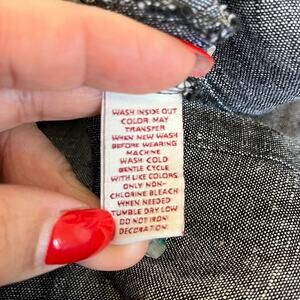 WASH INSIDE OUT
COLOR MAY
TRANSFER
WHEN NEW WASH
BEFORE WEARING
MACHINE
WASH COLD
GENTLE CYCLE
WITH LIKE COLORS
ONLY NON-
CHLORINE BLEACH
WHEN NEEDED
TUMBLE DRY LOW
DO NOT IRON
DECORATION